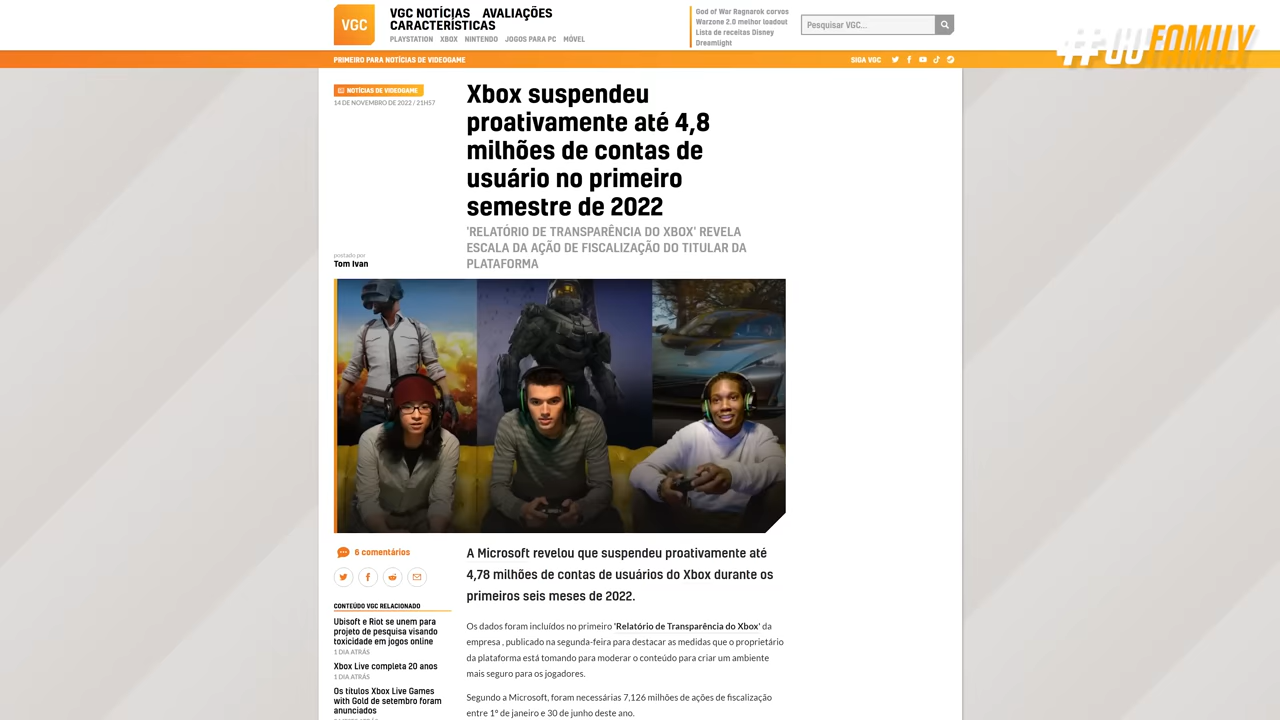 VGC
VGC NOTÍCIAS AVALIAÇÕES
CARACTERÍSTICAS
PLAYSTATION XBOX NINTENDO JOGOS PARA PC MÓVEL
God of War Ragnarok corvos
Warzone 2.0 melhor loadout
Lista de receitas Disney
Dreamlight
Pesquisar VGC...
#GOFOMILY
PRIMEIRO PARA NOTÍCIAS DE VIDEOGAME
SIGA VGC
NOTÍCIAS DE VIDEOGAME
14 DE NOVEMBRO DE 2022 / 21H57
Xbox suspendeu
proativamente até 4,8
milhões de contas de
usuário no primeiro
semestre de 2022
'RELATÓRIO DE TRANSPARÊNCIA DO XBOX' REVELA
ESCALA DA AÇÃO DE FISCALIZAÇÃO DO TITULAR DA
PLATAFORMA
postado por
Tom Ivan
6 comentários
CONTEÚDO VGC RELACIONADO
Ubisoft e Riot se unem para
projeto de pesquisa visando
toxicidade em jogos online
1 DIA ATRÁS
Xbox Live completa 20 anos
1 DIA ATRÁS
Os títulos Xbox Live Games
with Gold de setembro foram
anunciados
A Microsoft revelou que suspendeu proativamente até
4,78 milhões de contas de usuários do Xbox durante os
primeiros seis meses de 2022.
Os dados foram incluídos no primeiro 'Relatório de Transparência do Xbox' da
empresa , publicado na segunda-feira para destacar as medidas que o proprietário
da plataforma está tomando para moderar o conteúdo para criar um ambiente
mais seguro para os jogadores.
Segundo a Microsoft, foram necessárias 7,126 milhões de ações de fiscalização
entre 1º de janeiro e 30 de junho deste ano.